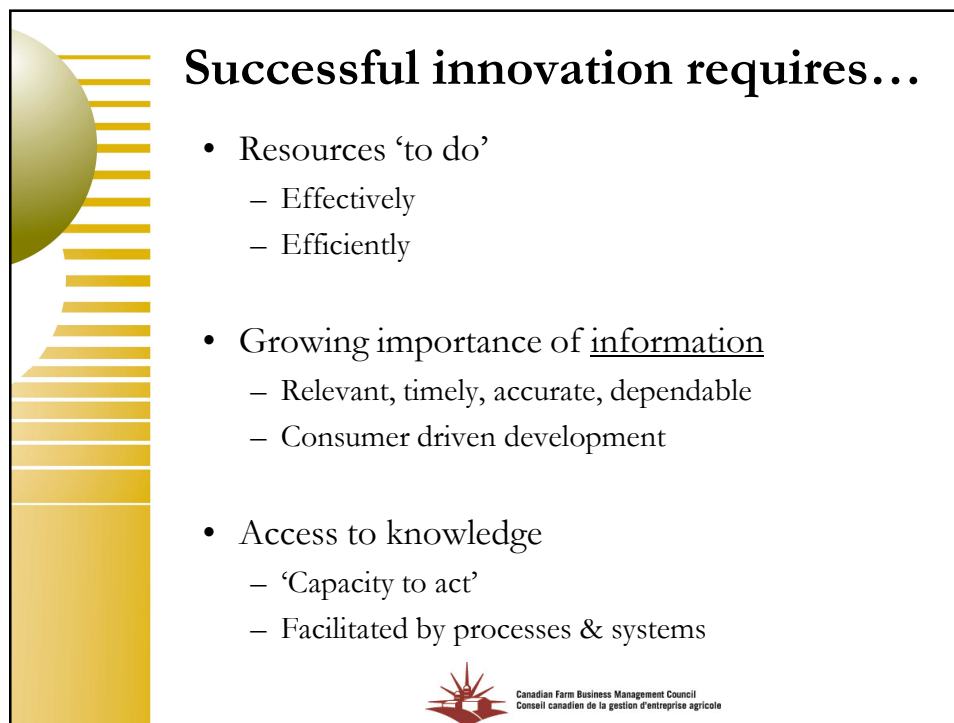 Successful innovation requires…
• Resources ‘to do’
– Effectively
– Efficiently
• Growing importance of information
– Relevant, timely, accurate, dependable
– Consumer driven development
• Access to knowledge
– ‘Capacity to act’
– Facilitated by processes & systems
Canadian Farm Business Management Council
Conseil canadien de la gestion d'entreprise agricole